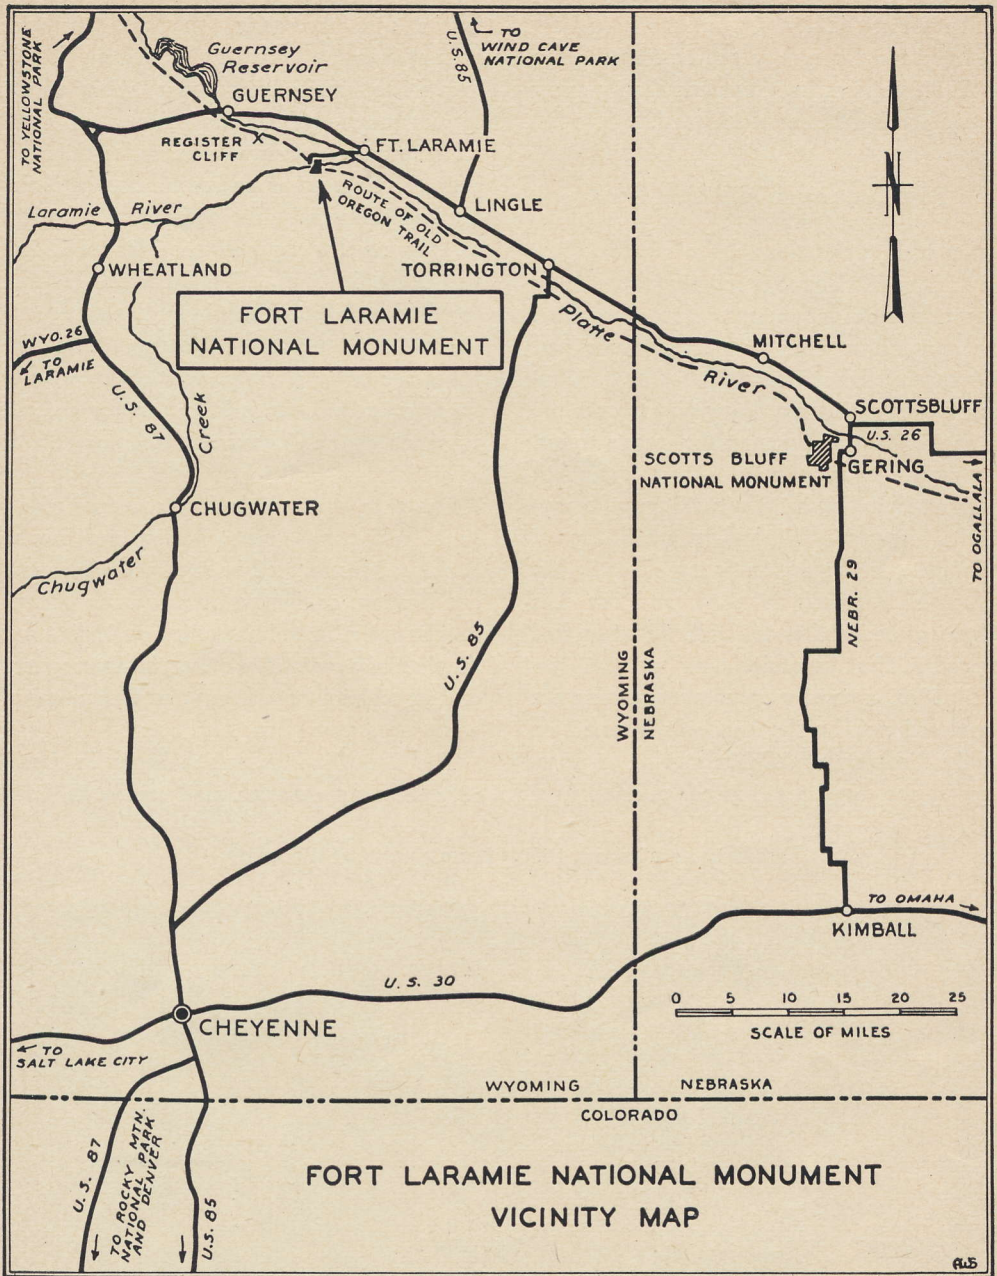 TO YELLOWSTONE
NATIONAL PARK
Guernsey
Reservoir
U.S. 85
TO
WIND CAVE
NATIONAL PARK
GUERNSEY
REGISTER
CLIFF
X
FT. LARAMIE
N
Laramie River
ROUTE OF OLD
OREGON TRAIL
LINGLE
WHEATLAND
TORRINGTON
FORT LARAMIE
NATIONAL MONUMENT
Platte
River
WYO. 26
TO
LARAMIE
MITCHELL
U.S. 87
Creek
SCOTTSBLUFF
U.S. 26
SCOTTS BLUFF
NATIONAL MONUMENT
GERING
TO OGALLALA
CHUGWATER
Chugwater
NEBR. 29
U.S. 85
WYOMING
NEBRASKA
TO OMAHA
KIMBALL
U.S. 30
0 5 10 15 20 25
SCALE OF MILES
CHEYENNE
TO
SALT LAKE CITY
WYOMING
NEBRASKA
COLORADO
U.S. 87
TO ROCKY MTN.
NATIONAL PARK
AND DENVER
U.S. 85
FORT LARAMIE NATIONAL MONUMENT
VICINITY MAP